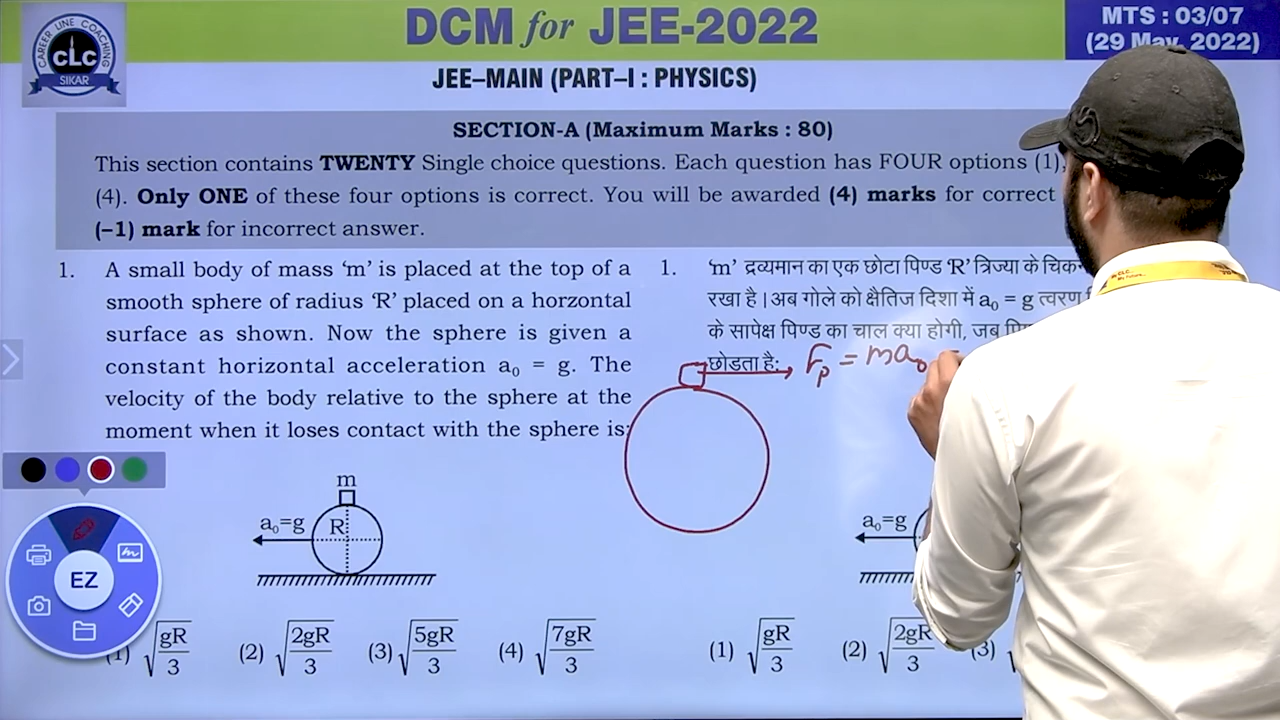 DCM for JEE-2022
MTS : 03/07
(29 May, 2022)
CAREER LINE COACHING
CLC
SIKAR
JEE–MAIN (PART–I : PHYSICS)
SECTION-A (Maximum Marks : 80)
This section contains TWENTY Single choice questions. Each question has FOUR options (1),
(4). Only ONE of these four options is correct. You will be awarded (4) marks for correct
(–1) mark for incorrect answer.
1. A small body of mass ‘m’ is placed at the top of a
smooth sphere of radius ‘R’ placed on a horzontal
surface as shown. Now the sphere is given a
constant horizontal acceleration a₀ = g. The
velocity of the body relative to the sphere at the
moment when it loses contact with the sphere is:
m
a₀=g
R
(1) √(gR/3) (2) √(2gR/3) (3) √(5gR/3) (4) √(7gR/3)
1. ‘m’ द्रव्यमान का एक छोटा पिण्ड ‘R’ त्रिज्या के
रखा है। अब गोले को क्षैतिज दिशा में a₀ = g त्वरण
के सापेक्ष पिण्ड का चाल क्या होगी, जब
छोडता है:
Fₚ = ma₀
a₀=g
(1) √(gR/3) (2) √(2gR/3) (3)
EZ